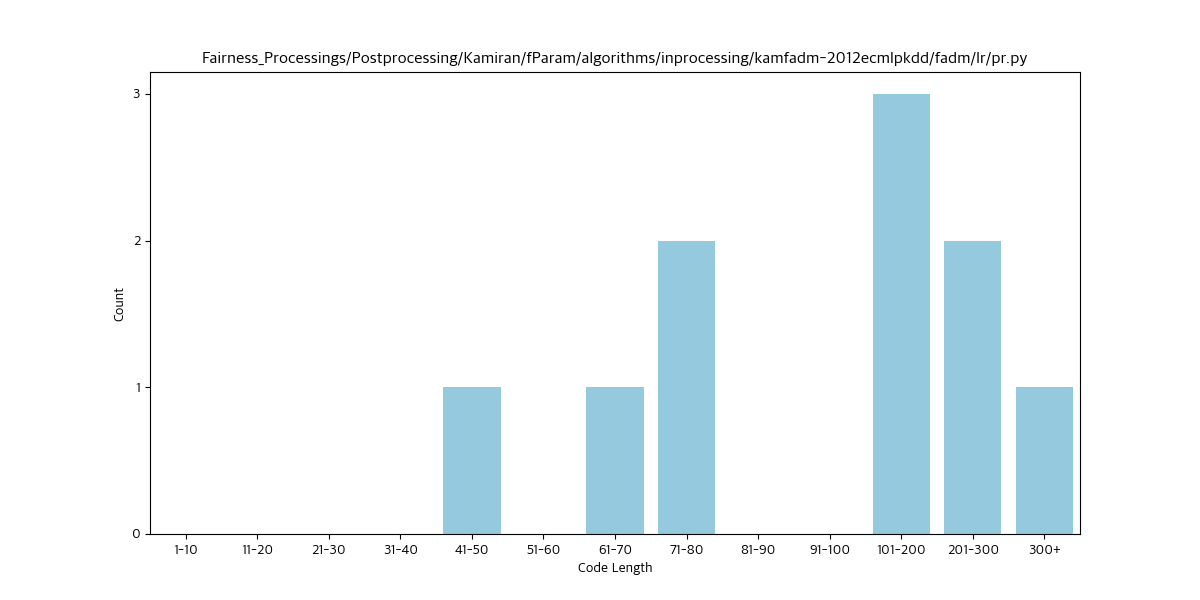 Fairness_Processings/Postprocessing/Kamiran/fParam/algorithms/inprocessing/kamfadm-2012ecmlpkdd/fadm/lr/pr.py
3
2
1
0
Count
1-10 11-20 21-30 31-40 41-50 51-60 61-70 71-80 81-90 91-100 101-200 201-300 300+
Code Length